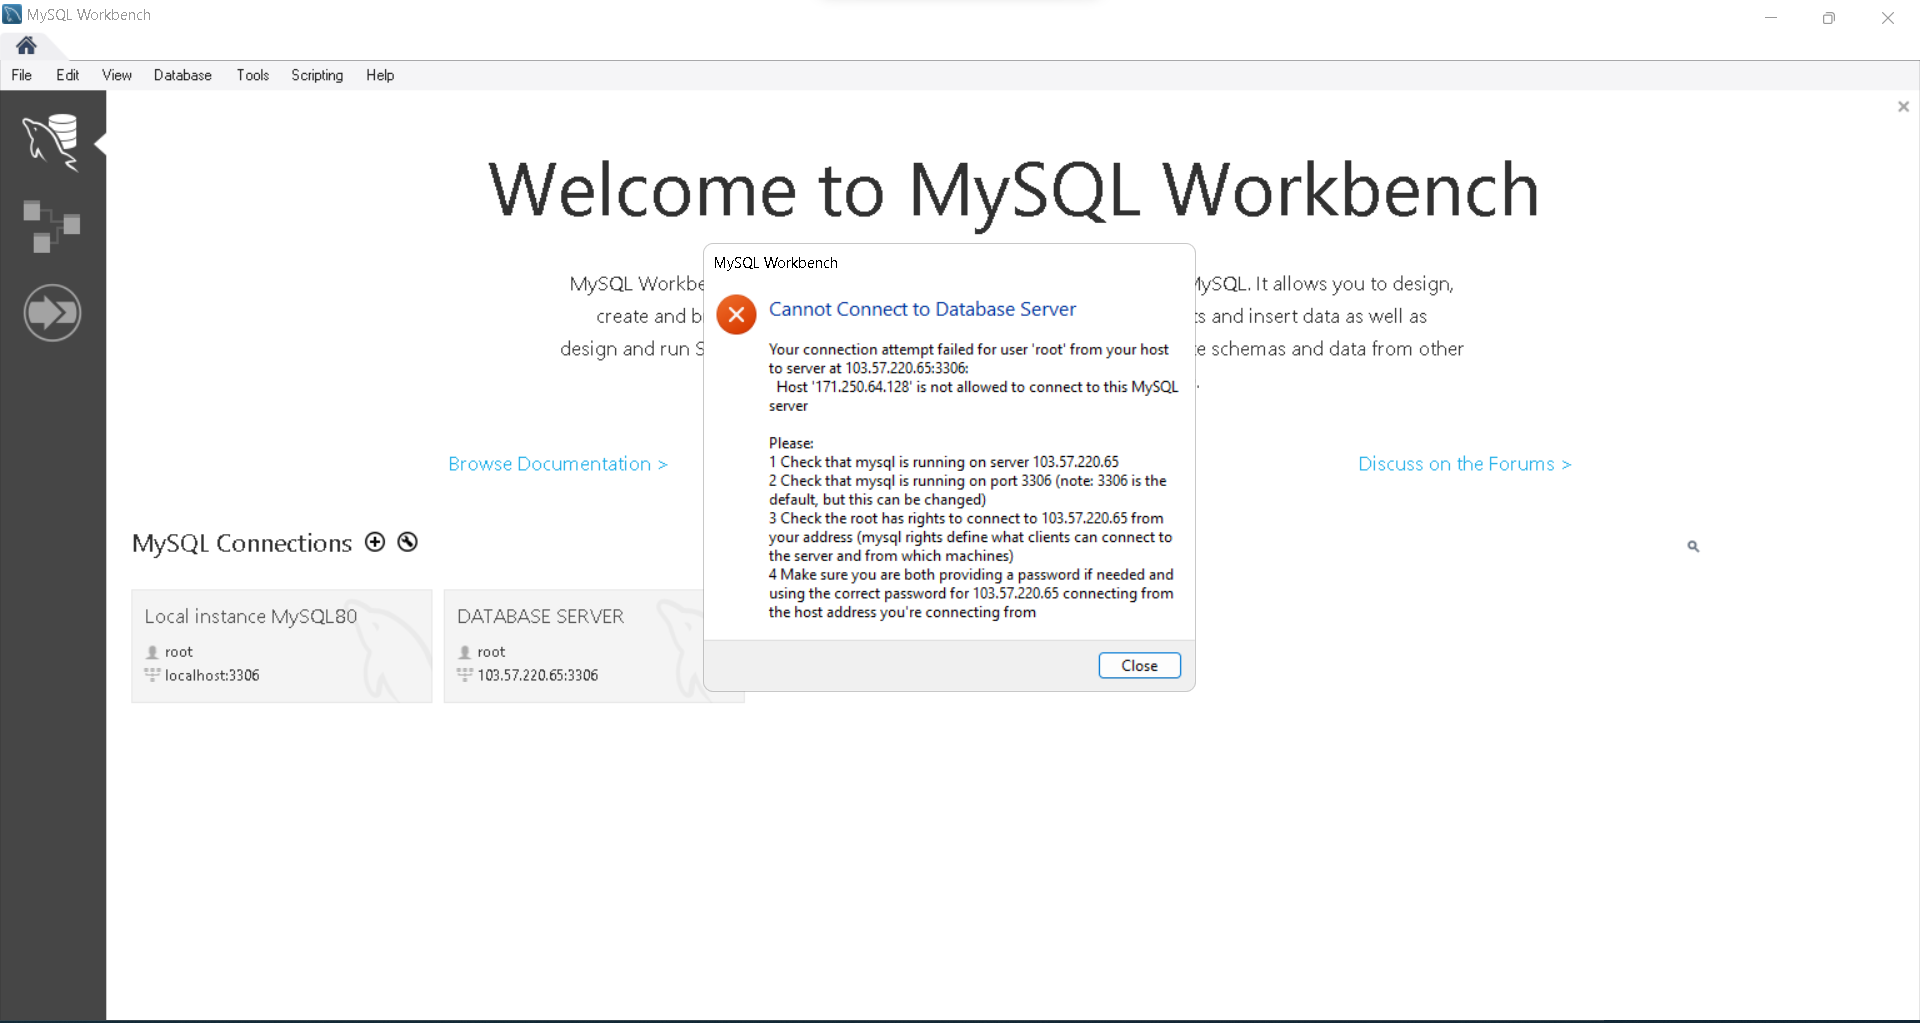 MySQL Workbench
File Edit View Database Tools Scripting Help
Welcome to MySQL Workbench
MySQL Workbe
ySQL. It allows you to design,
create and b
s and insert data as well as
design and run S
e schemas and data from other
.
MySQL Workbench
Cannot Connect to Database Server
Your connection attempt failed for user 'root' from your host
to server at 103.57.220.65:3306:
Host '171.250.64.128' is not allowed to connect to this MySQL
server
Please:
1 Check that mysql is running on server 103.57.220.65
2 Check that mysql is running on port 3306 (note: 3306 is the
default, but this can be changed)
3 Check the root has rights to connect to 103.57.220.65 from
your address (mysql rights define what clients can connect to
the server and from which machines)
4 Make sure you are both providing a password if needed and
using the correct password for 103.57.220.65 connecting from
the host address you're connecting from
Close
Browse Documentation >
Discuss on the Forums >
MySQL Connections
Local instance MySQL80
root
localhost:3306
DATABASE SERVER
root
103.57.220.65:3306